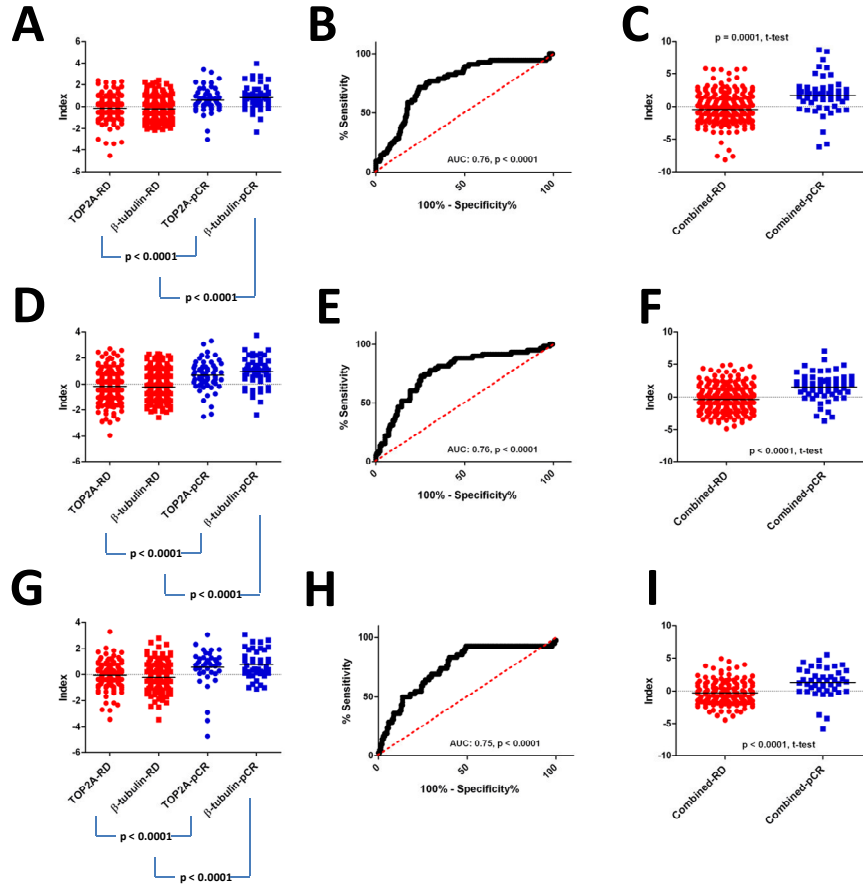 A
6
4
2
0
-2
-4
-6
Index
TOP2A-RD
β-tubulin-RD
TOP2A-pCR
β-tubulin-pCR
p < 0.0001
p < 0.0001
B
100
50
0
% Sensitivity
AUC: 0.76, p < 0.0001
0
50
100
100% - Specificity%
C
p = 0.0001, t-test
10
5
0
-5
-10
Index
Combined-RD
Combined-pCR
D
4
2
0
-2
-4
-6
Index
TOP2A-RD
β-tubulin-RD
TOP2A-pCR
β-tubulin-pCR
p < 0.0001
p < 0.0001
E
100
50
0
% Sensitivity
AUC: 0.76, p < 0.0001
0
50
100
100% - Specificity%
F
10
5
0
-5
-10
Index
p < 0.0001, t-test
Combined-RD
Combined-pCR
G
4
2
0
-2
-4
-6
Index
TOP2A-RD
β-tubulin-RD
TOP2A-pCR
β-tubulin-pCR
p < 0.0001
p < 0.0001
H
100
50
0
% Sensitivity
AUC: 0.75, p < 0.0001
0
50
100
100% - Specificity%
I
10
5
0
-5
-10
Index
p < 0.0001, t-test
Combined-RD
Combined-pCR